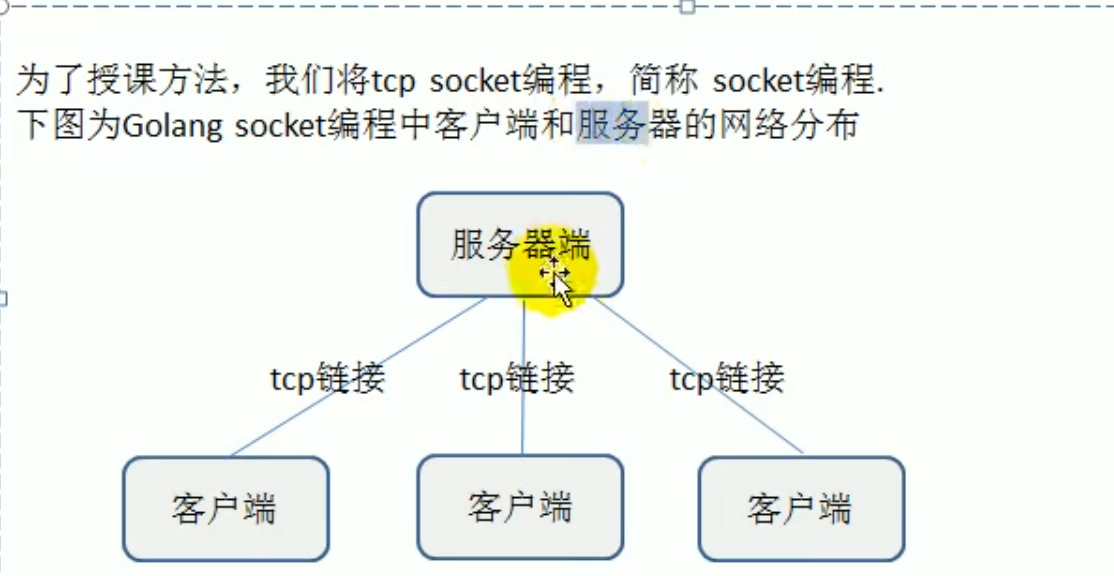 为了授课方法，我们将tcp socket编程，简称 socket编程.
下图为Golang socket编程中客户端和服务器的网络分布
服务器端
tcp链接 tcp链接 tcp链接
客户端 客户端 客户端